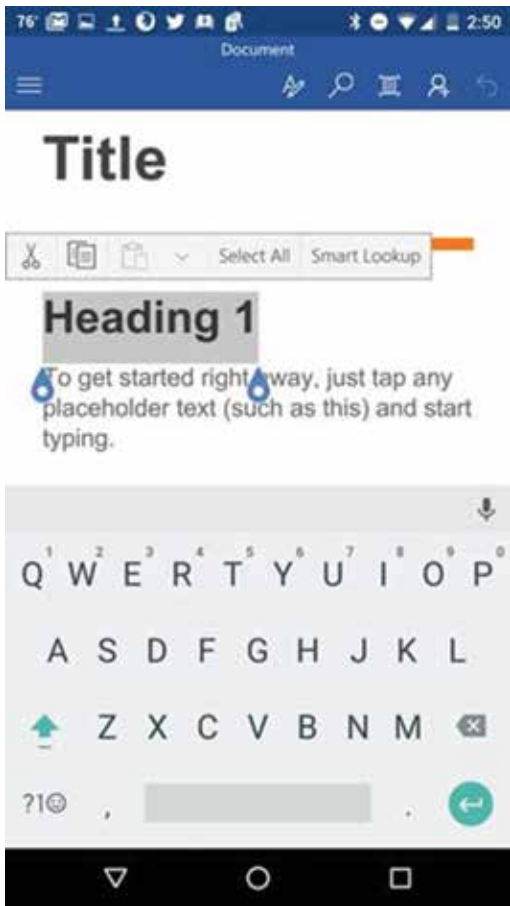 76° 2:50
Document
Title
Select All Smart Lookup
Heading 1
To get started right away, just tap any
placeholder text (such as this) and start
typing.
1 2 3 4 5 6 7 8 9 0
Q W E R T Y U I O P
A S D F G H J K L
Z X C V B N M
?1☺ , .